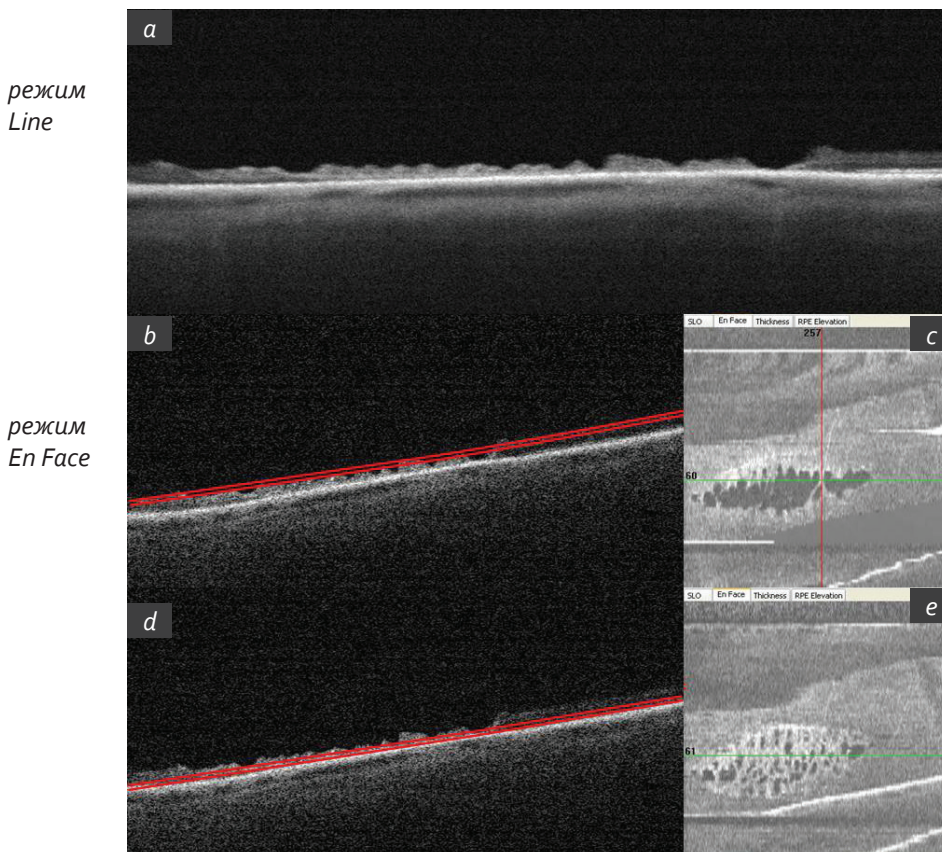 a
режим
Line
b
SLO En Face Thickness RPE Elevation
257
c
60
режим
En Face
d
SLO En Face Thickness RPE Elevation
e
61